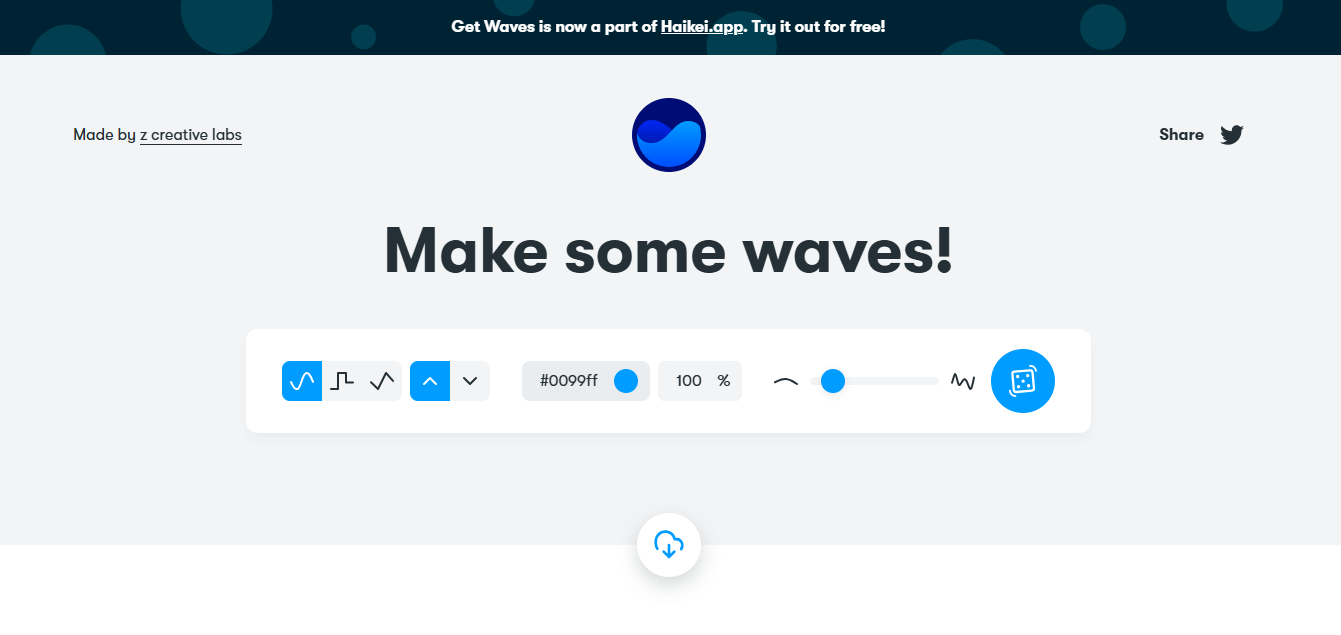 Get Waves is now a part of Haikei.app. Try it out for free!
Made by z creative labs
Share
Make some waves!
#0099ff
100 %